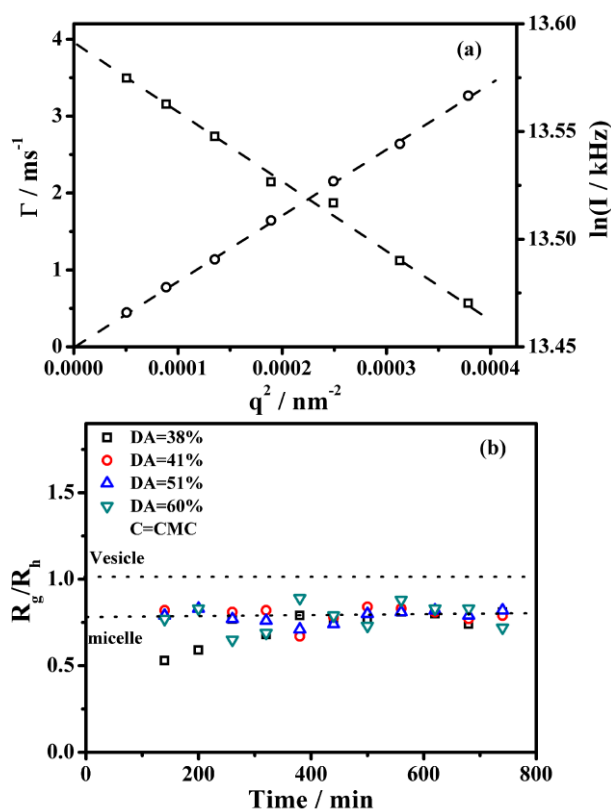 (a)
Γ / ms⁻¹
4
3
2
1
0
ln(I / kHz)
13.60
13.55
13.50
13.45
0.0000 0.0001 0.0002 0.0003 0.0004
q² / nm⁻²
(b)
DA=38%
DA=41%
DA=51%
DA=60%
C=CMC
Vesicle
micelle
R_g/R_h
1.5
1.0
0.5
0.0
0 200 400 600 800
Time / min